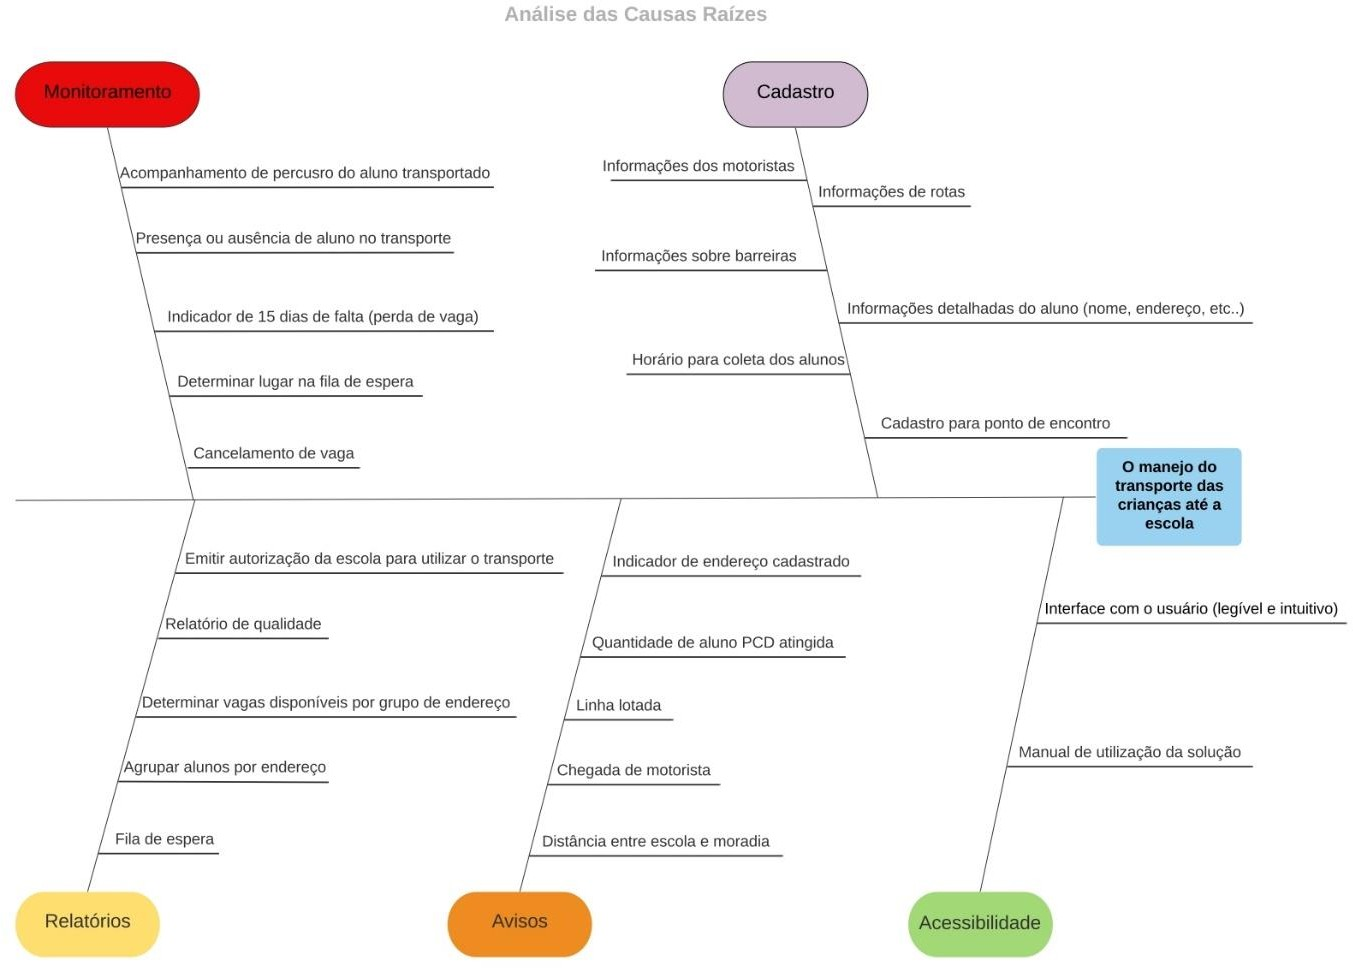 Análise das Causas Raízes
Monitoramento
Acompanhamento de percusro do aluno transportado
Presença ou ausência de aluno no transporte
Indicador de 15 dias de falta (perda de vaga)
Determinar lugar na fila de espera
Cancelamento de vaga
Cadastro
Informações dos motoristas
Informações de rotas
Informações sobre barreiras
Informações detalhadas do aluno (nome, endereço, etc..)
Horário para coleta dos alunos
Cadastro para ponto de encontro
O manejo do
transporte das
crianças até a
escola
Emitir autorização da escola para utilizar o transporte
Relatório de qualidade
Determinar vagas disponíveis por grupo de endereço
Agrupar alunos por endereço
Fila de espera
Relatórios
Indicador de endereço cadastrado
Quantidade de aluno PCD atingida
Linha lotada
Chegada de motorista
Distância entre escola e moradia
Avisos
Interface com o usuário (legível e intuitivo)
Manual de utilização da solução
Acessibilidade